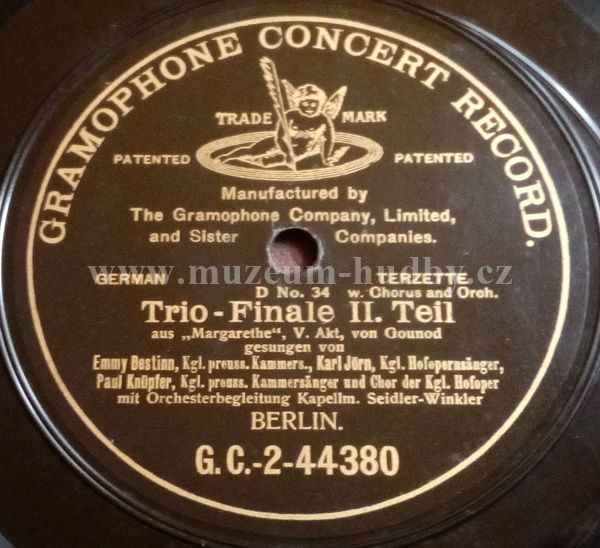 GRAMOPHONE CONCERT RECORD.
TRADE MARK
PATENTED PATENTED
Manufactured by
The Gramophone Company, Limited,
and Sister Companies.
www.muzeum-hudby.cz
GERMAN TERZETTE
D No. 34 w. Chorus and Orch.
Trio-Finale II. Teil
aus „Margarethe“, V. Akt, von Gounod
gesungen von
Emmy Destinn, Kgl. preuss. Kammers., Karl Jörn, Kgl. Hofopernsänger,
Paul Knüpfer, Kgl. preuss. Kammersänger und Chor der Kgl. Hofoper
mit Orchesterbegleitung Kapellm. Seidler-Winkler
BERLIN.
G.C.-2-44380